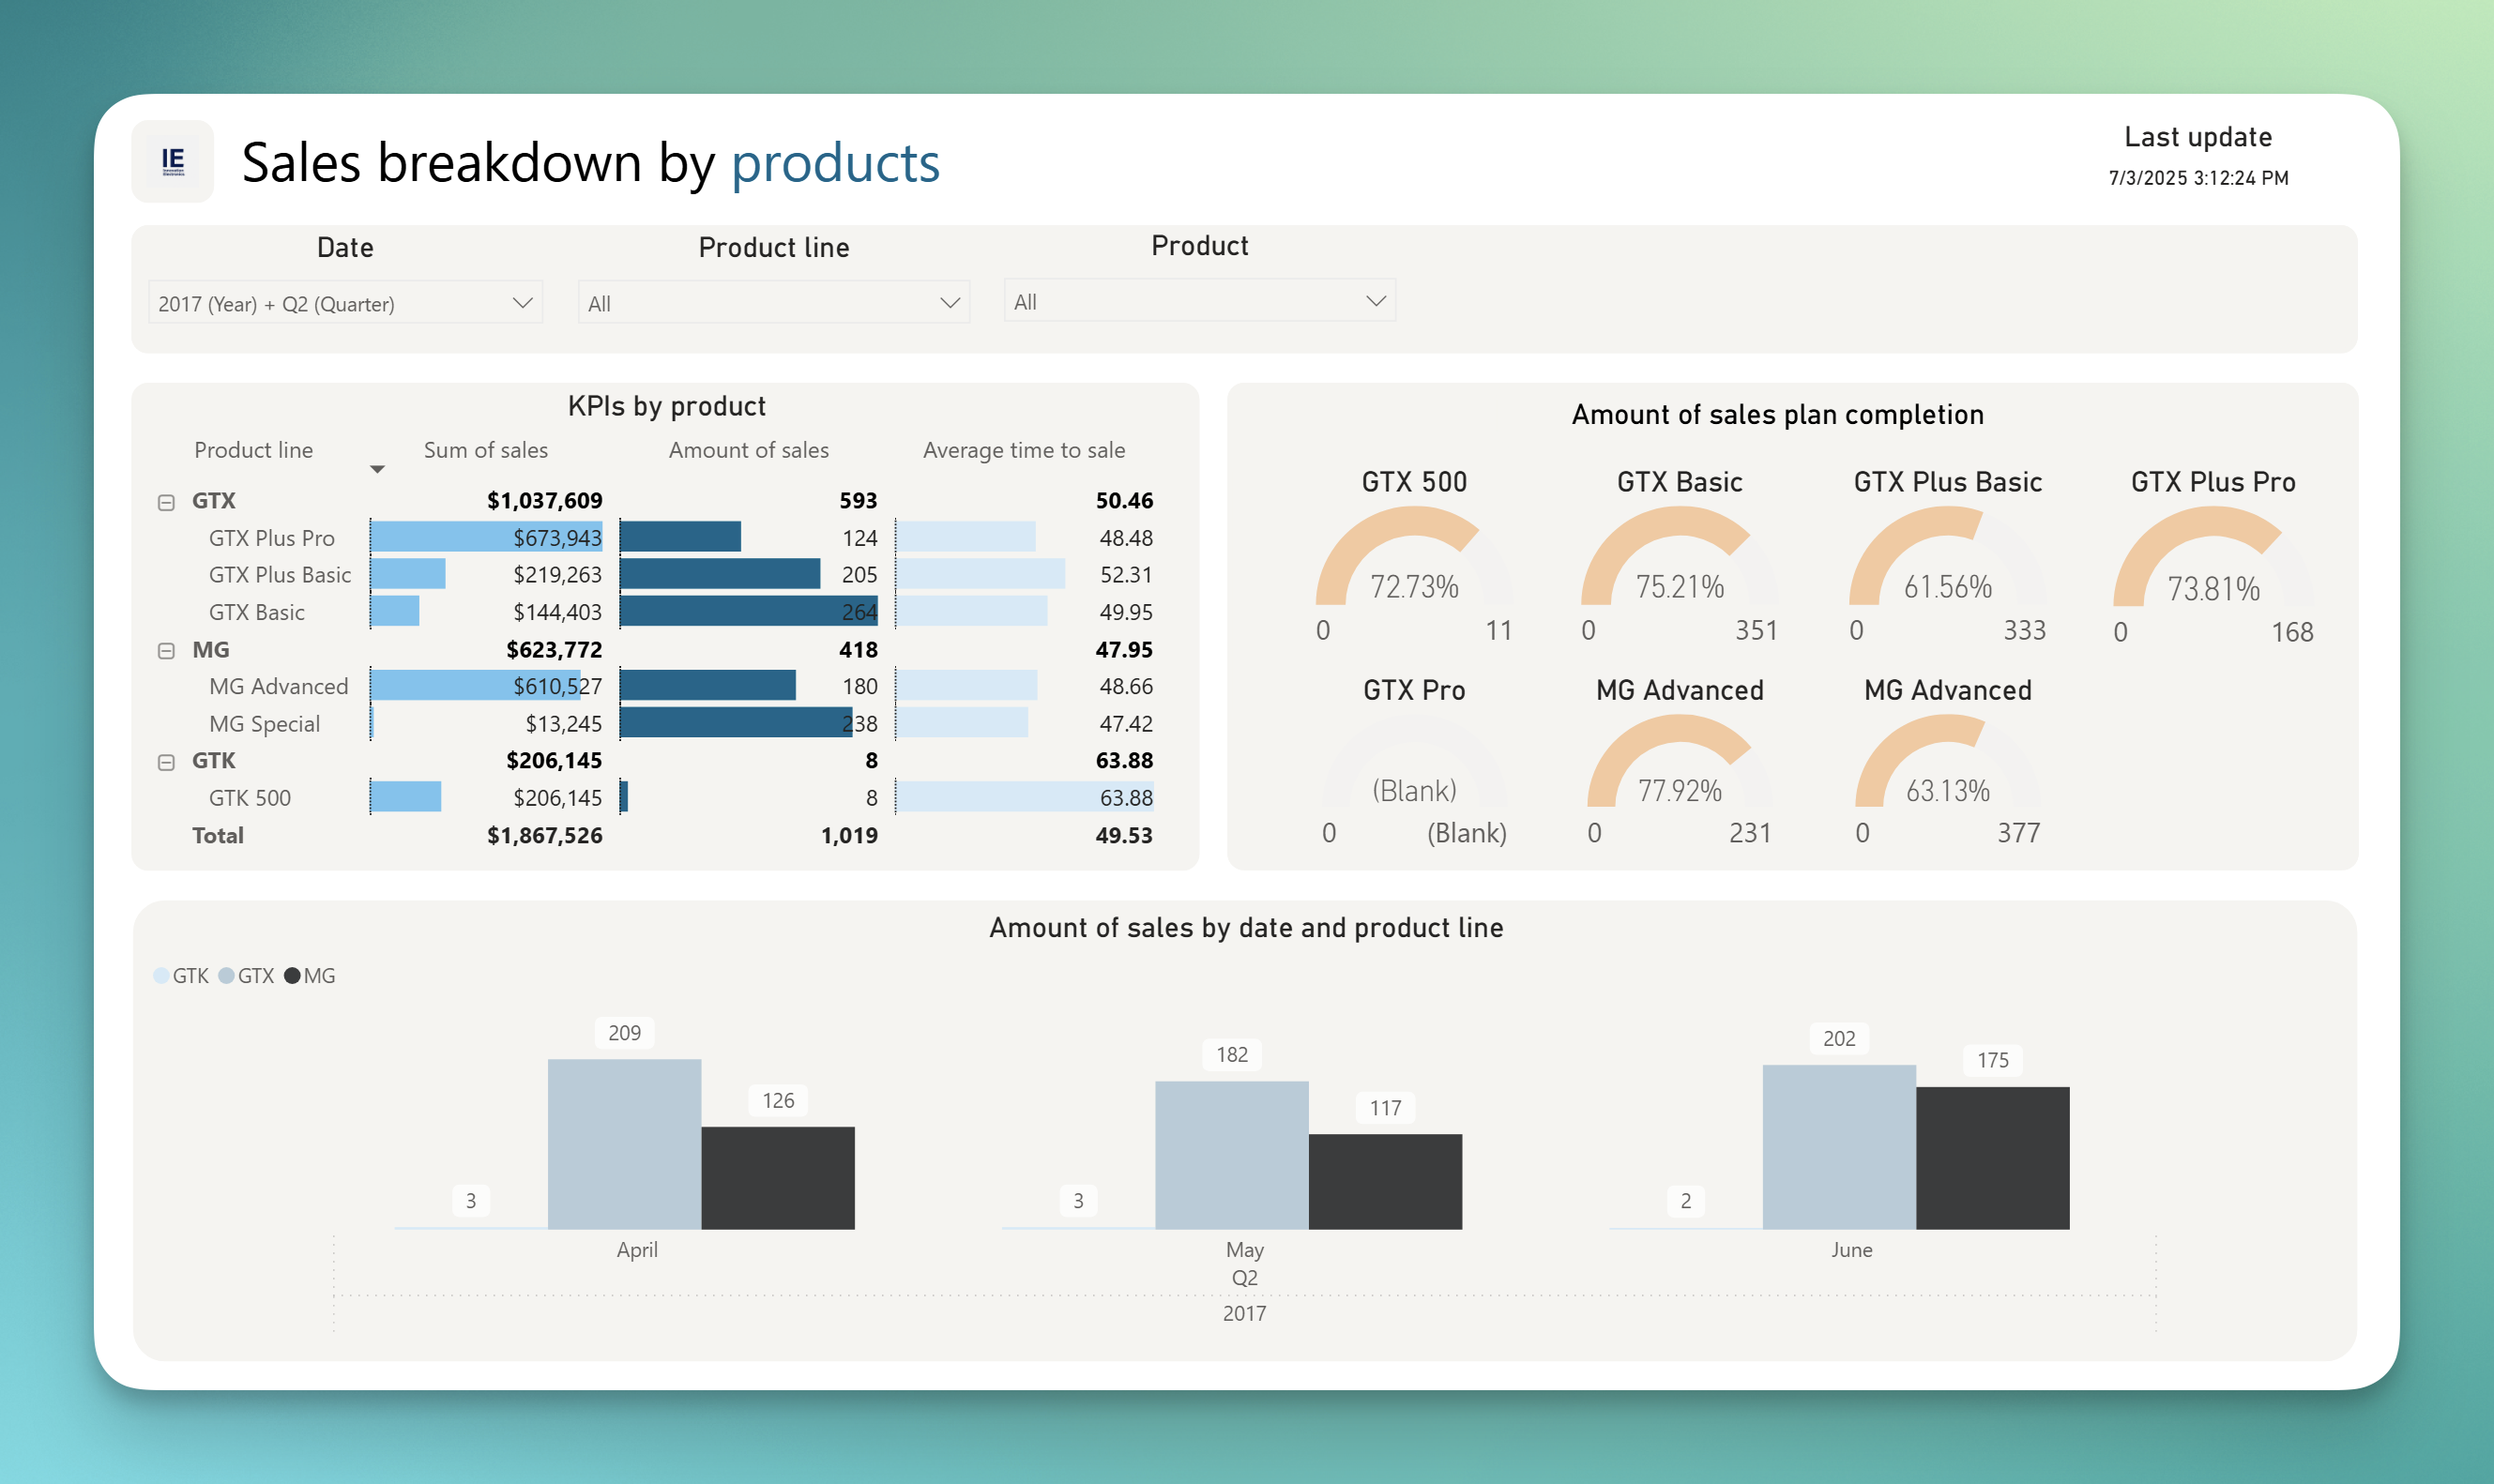 IE
Innovative
Electronics
Sales breakdown by products
Last update
7/3/2025 3:12:24 PM
Date
Product line
Product
2017 (Year) + Q2 (Quarter)
All
All
KPIs by product
Product line Sum of sales Amount of sales Average time to sale
GTX $1,037,609 593 50.46
GTX Plus Pro $673,943 124 48.48
GTX Plus Basic $219,263 205 52.31
GTX Basic $144,403 264 49.95
MG $623,772 418 47.95
MG Advanced $610,527 180 48.66
MG Special $13,245 238 47.42
GTK $206,145 8 63.88
GTK 500 $206,145 8 63.88
Total $1,867,526 1,019 49.53
Amount of sales plan completion
GTX 500
72.73%
0 11
GTX Basic
75.21%
0 351
GTX Plus Basic
61.56%
0 333
GTX Plus Pro
73.81%
0 168
GTX Pro
(Blank)
0 (Blank)
MG Advanced
77.92%
0 231
MG Advanced
63.13%
0 377
Amount of sales by date and product line
GTK GTX MG
3 209 126
3 182 117
2 202 175
April May June
Q2
2017